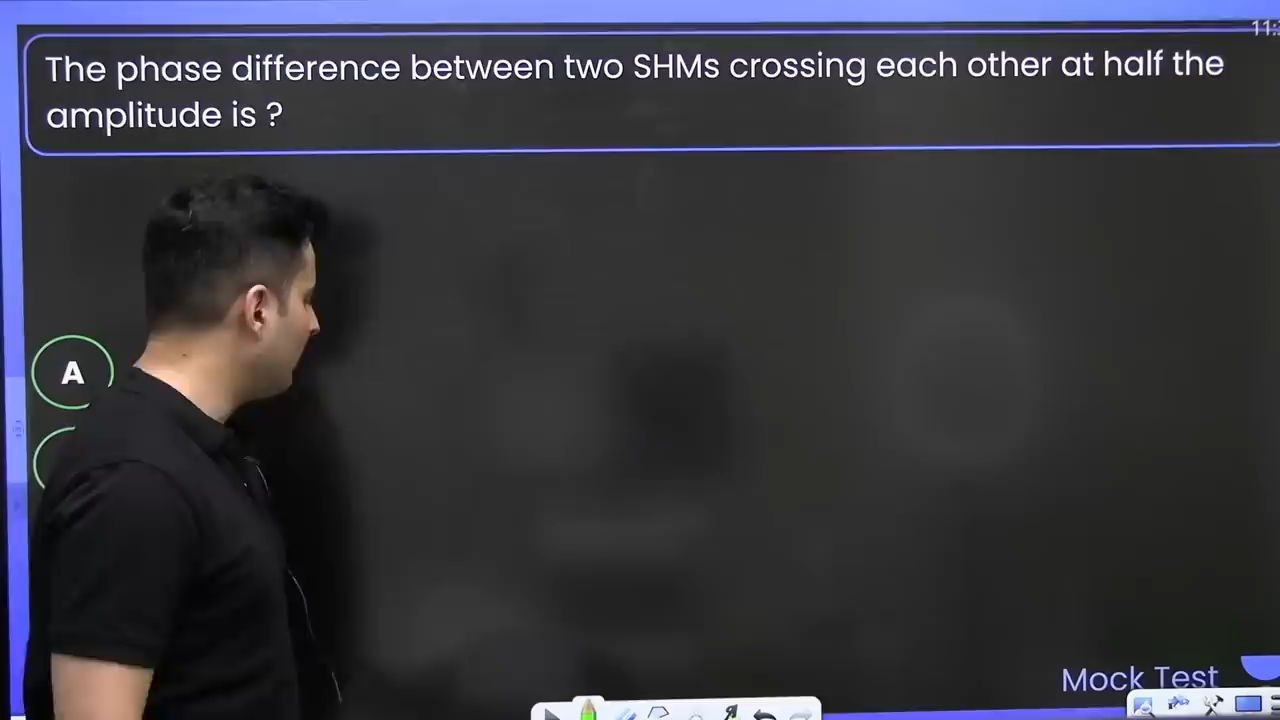 The phase difference between two SHMs crossing each other at half the
amplitude is ?
A
Mock Test